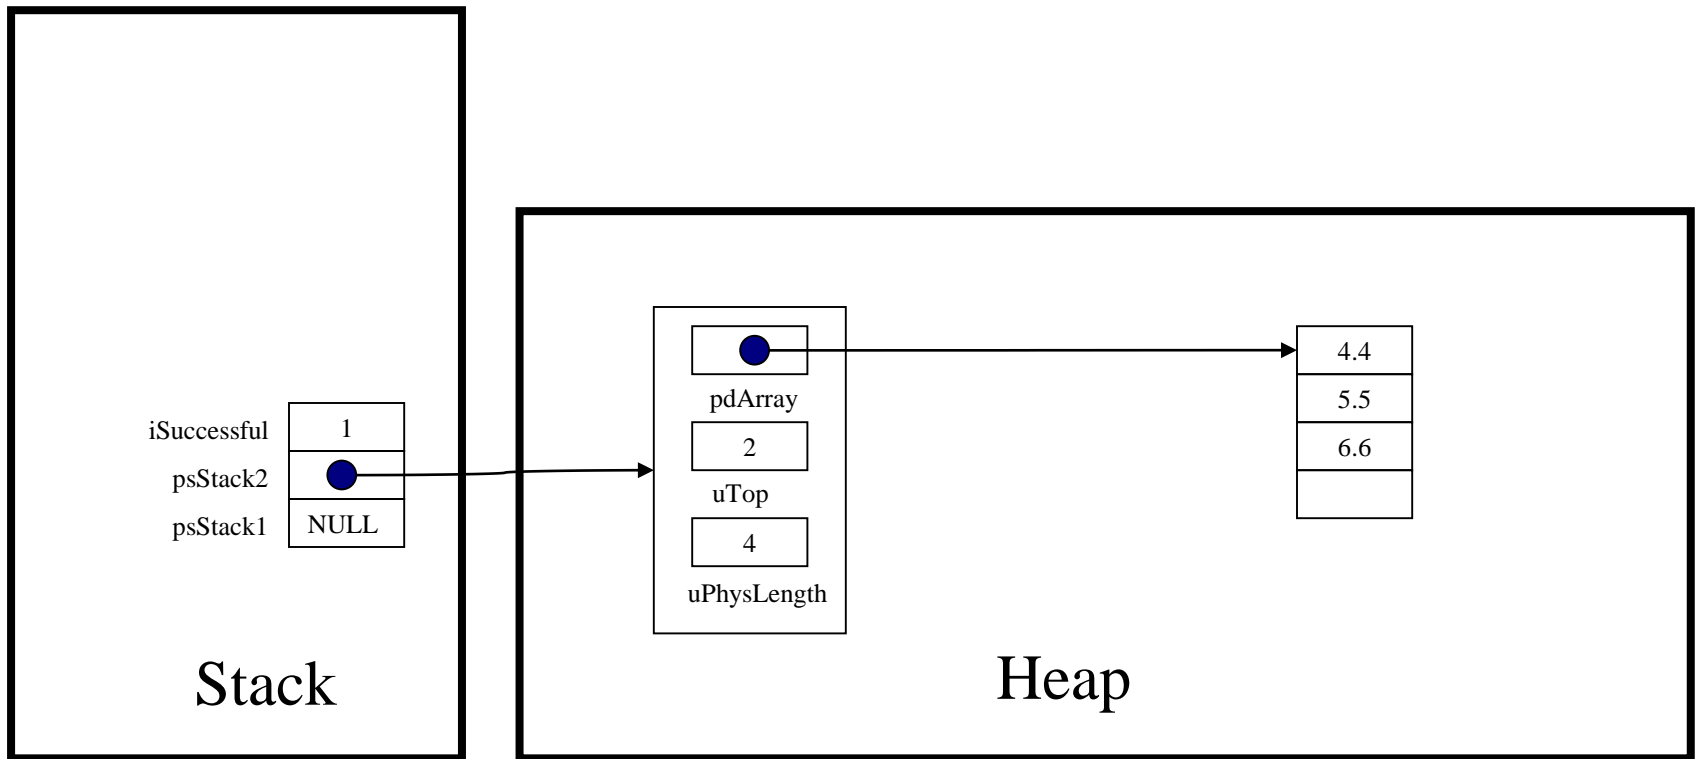 iSuccessful 1
psStack2
psStack1 NULL
Stack
pdArray
2
uTop
4
uPhysLength
4.4
5.5
6.6
Heap